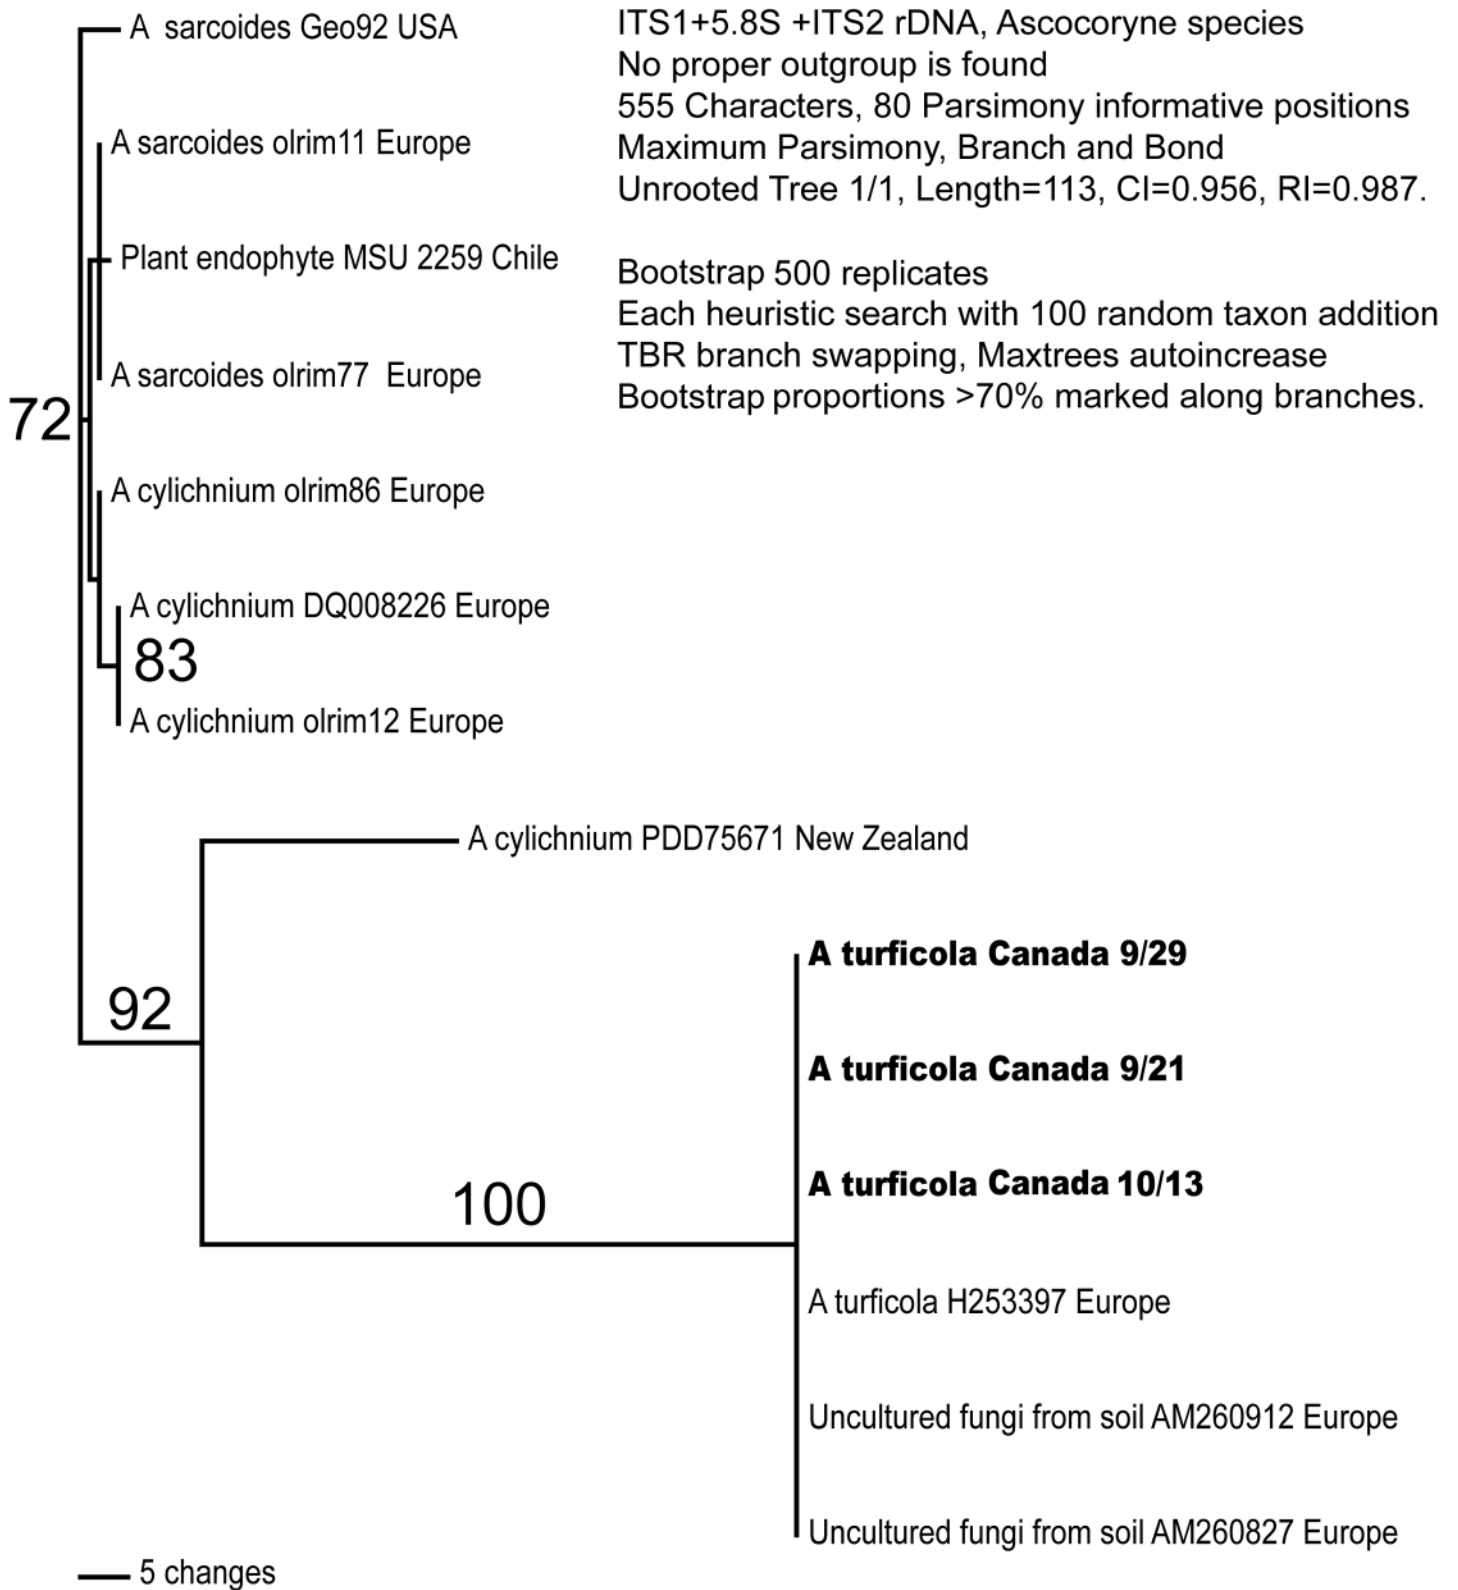 A  sarcoides Geo92 USA
ITS1+5.8S +ITS2 rDNA, Ascocoryne species
No proper outgroup is found
555 Characters, 80 Parsimony informative positions
Maximum Parsimony, Branch and Bond
Unrooted Tree 1/1, Length=113, CI=0.956, RI=0.987.
Bootstrap 500 replicates
Each heuristic search with 100 random taxon addition
TBR branch swapping, Maxtrees autoincrease
Bootstrap proportions >70% marked along branches.
A sarcoides olrim11 Europe
Plant endophyte MSU 2259 Chile
A sarcoides olrim77  Europe
72
A cylichnium olrim86 Europe
A cylichnium DQ008226 Europe
83
A cylichnium olrim12 Europe
A cylichnium PDD75671 New Zealand
A turficola Canada 9/29
92
A turficola Canada 9/21
A turficola Canada 10/13
100
A turficola H253397 Europe
Uncultured fungi from soil AM260912 Europe
Uncultured fungi from soil AM260827 Europe
5 changes